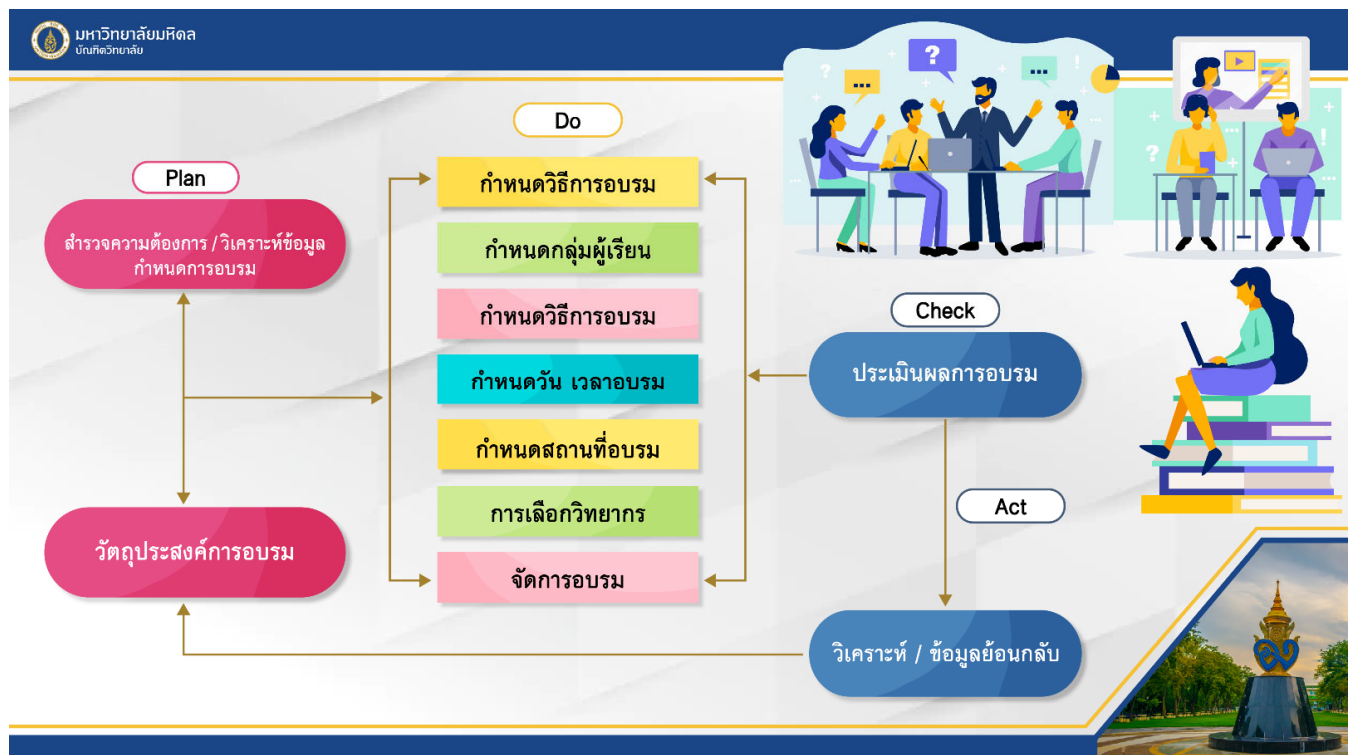 มหาวิทยาลัยมหิดล
บัณฑิตวิทยาลัย
Plan
สำรวจความต้องการ / วิเคราะห์ข้อมูล
กำหนดการอบรม
วัตถุประสงค์การอบรม
Do
กำหนดวิธีการอบรม
กำหนดกลุ่มผู้เรียน
กำหนดวิธีการอบรม
กำหนดวัน เวลาอบรม
กำหนดสถานที่อบรม
การเลือกวิทยากร
จัดการอบรม
Check
ประเมินผลการอบรม
Act
วิเคราะห์ / ข้อมูลย้อนกลับ